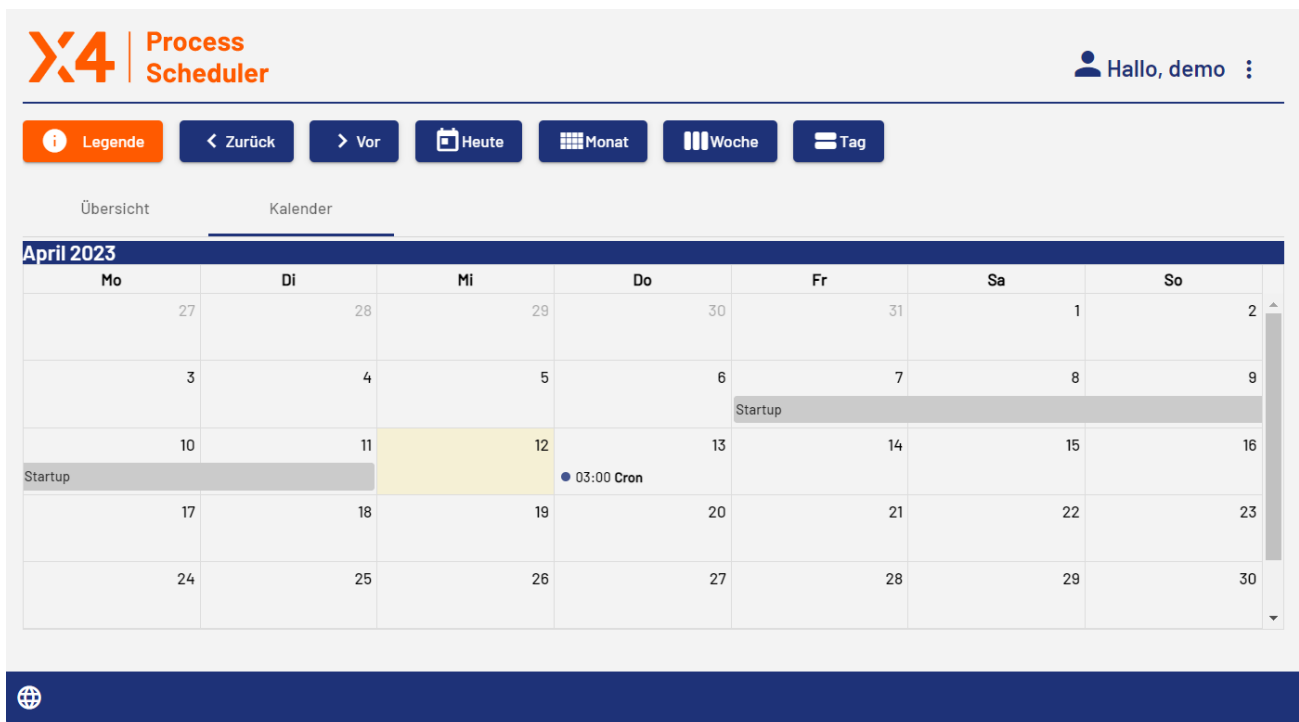 X4 Process
Scheduler
Hallo, demo
Legende Zurück Vor Heute Monat Woche Tag
Übersicht Kalender
April 2023
Mo Di Mi Do Fr Sa So
27 28 29 30 31 1 2
3 4 5 6 7 8 9
Startup
10 11 12 13 14 15 16
Startup 03:00 Cron
17 18 19 20 21 22 23
24 25 26 27 28 29 30